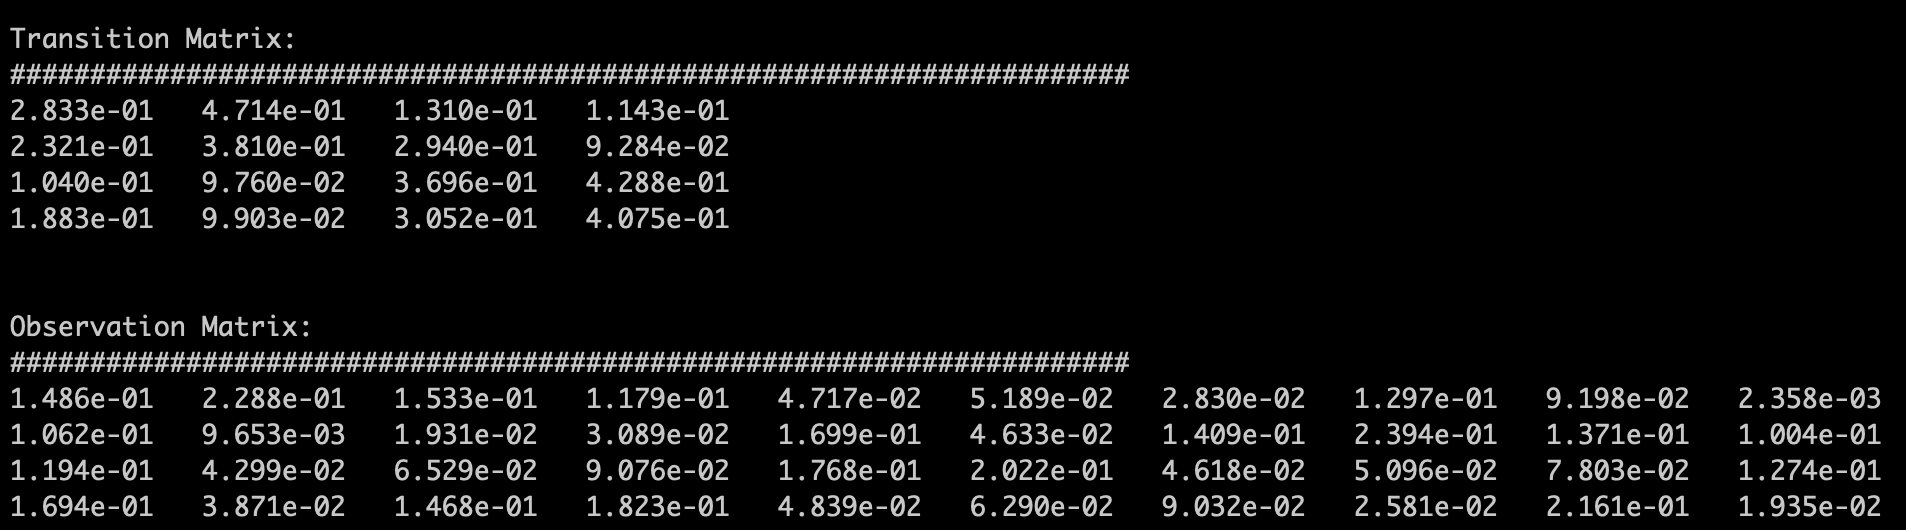 Transition Matrix:
######################################################################
2.833e-01   4.714e-01   1.310e-01   1.143e-01
2.321e-01   3.810e-01   2.940e-01   9.284e-02
1.040e-01   9.760e-02   3.696e-01   4.288e-01
1.883e-01   9.903e-02   3.052e-01   4.075e-01
Observation Matrix:
######################################################################
1.486e-01   2.288e-01   1.533e-01   1.179e-01   4.717e-02   5.189e-02   2.830e-02   1.297e-01   9.198e-02   2.358e-03
1.062e-01   9.653e-03   1.931e-02   3.089e-02   1.699e-01   4.633e-02   1.409e-01   2.394e-01   1.371e-01   1.004e-01
1.194e-01   4.299e-02   6.529e-02   9.076e-02   1.768e-01   2.022e-01   4.618e-02   5.096e-02   7.803e-02   1.274e-01
1.694e-01   3.871e-02   1.468e-01   1.823e-01   4.839e-02   6.290e-02   9.032e-02   2.581e-02   2.161e-01   1.935e-02